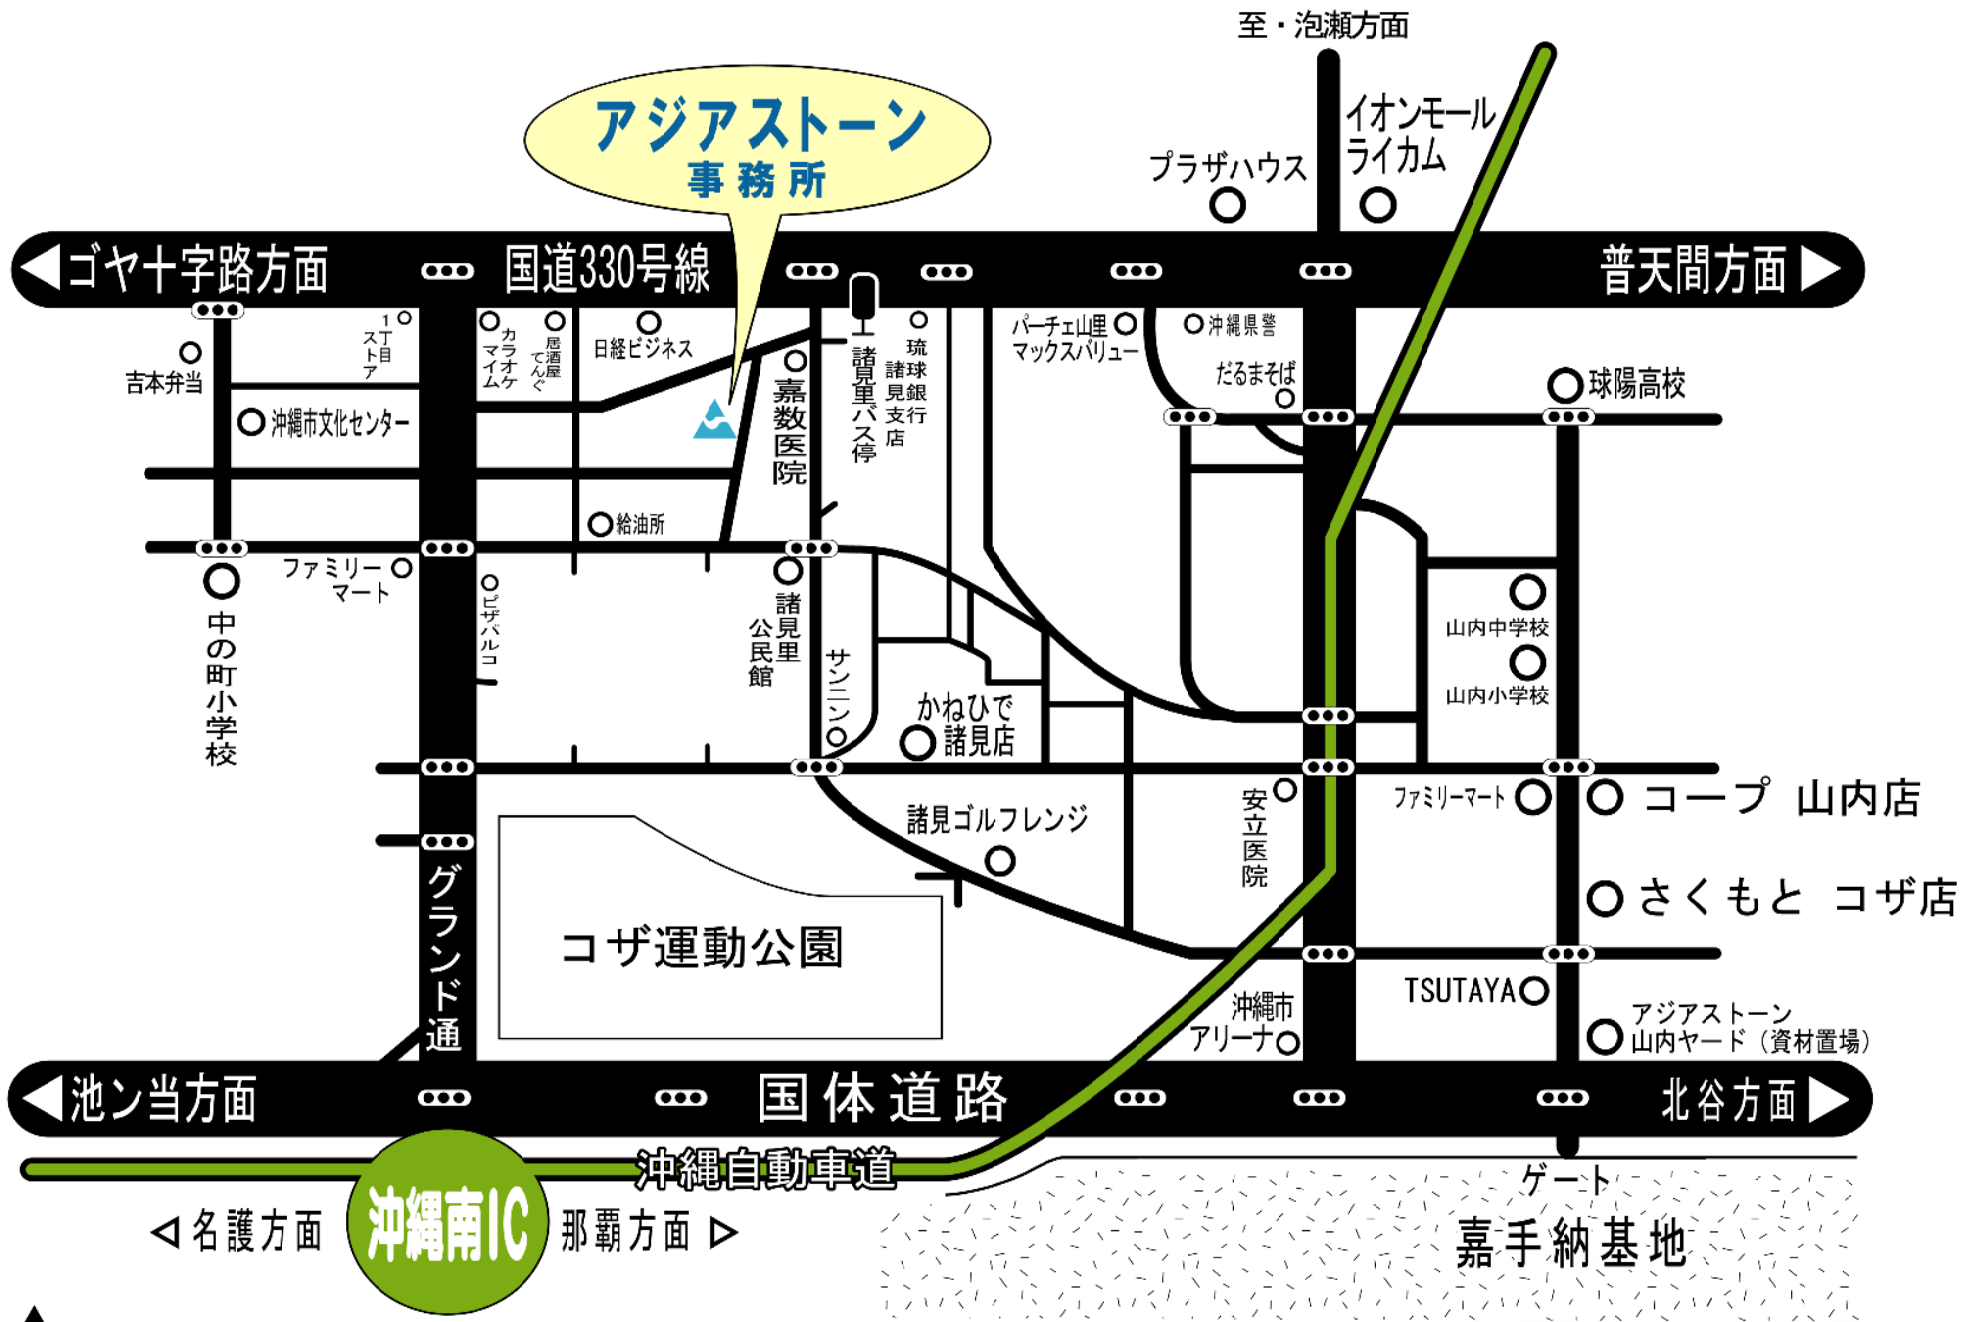 至・泡瀬方面
アジアストーン
事務所
イオンモール
ライカム
プラザハウス
ゴヤ十字路方面
国道330号線
普天間方面
1丁目
ストア
カラオケ
マイム
居酒屋
てんぐ
日経ビジネス
吉本弁当
沖縄市文化センター
嘉数医院
諸見里バス停
琉球銀行
諸見支店
パーチェ山里
マックスバリュー
沖縄県警
だるまそば
球陽高校
給油所
ファミリー
マート
ピザバルコ
諸見里
公民館
サンニン
中の町小学校
かねひで
諸見店
山内中学校
山内小学校
諸見ゴルフレンジ
安立医院
ファミリーマート
コープ 山内店
さくもと コザ店
グランド通
コザ運動公園
TSUTAYA
沖縄市
アリーナ
アジアストーン
山内ヤード（資材置場）
池ン当方面
国体道路
北谷方面
沖縄自動車道
ゲート
名護方面
沖縄南IC
那覇方面
嘉手納基地